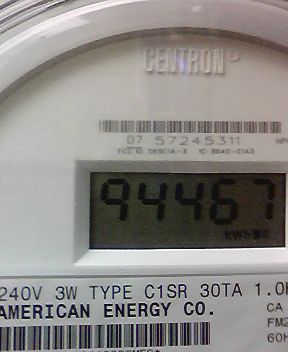 CENTRON®
07 57245311
94467
240V 3W TYPE C1SR 30TA 1.0
AMERICAN ENERGY CO.
CA
FM2
60H